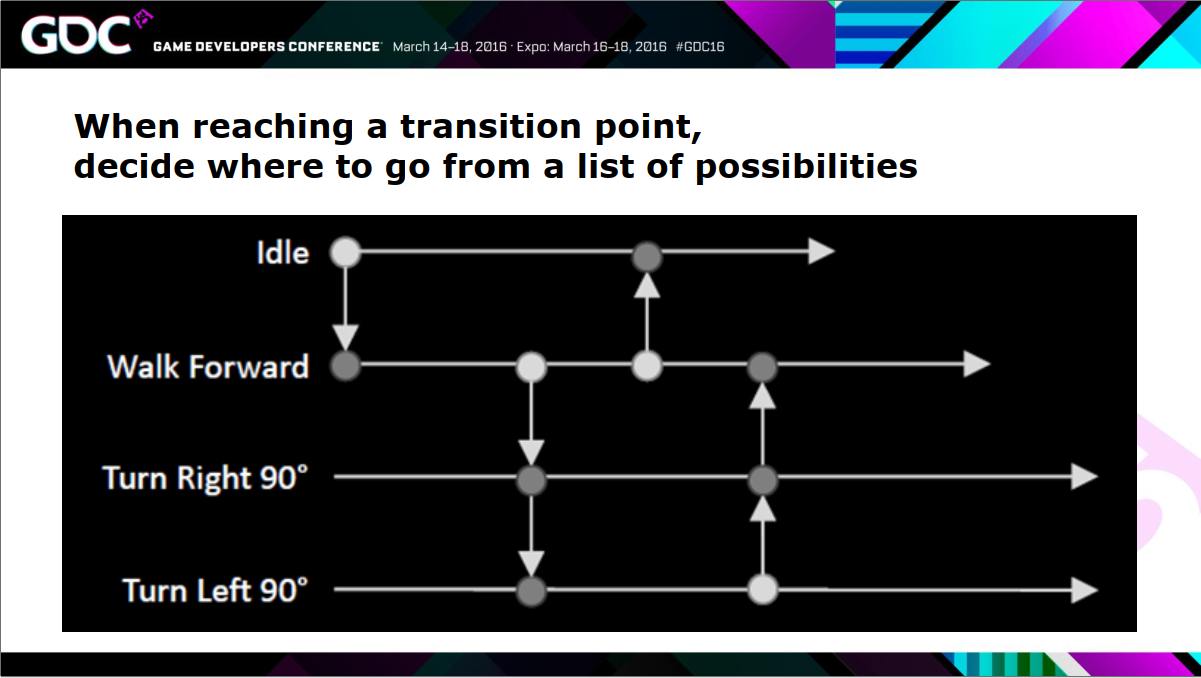 GDC
GAME DEVELOPERS CONFERENCE® March 14–18, 2016 · Expo: March 16–18, 2016 #GDC16
When reaching a transition point,
decide where to go from a list of possibilities
Idle
Walk Forward
Turn Right 90°
Turn Left 90°